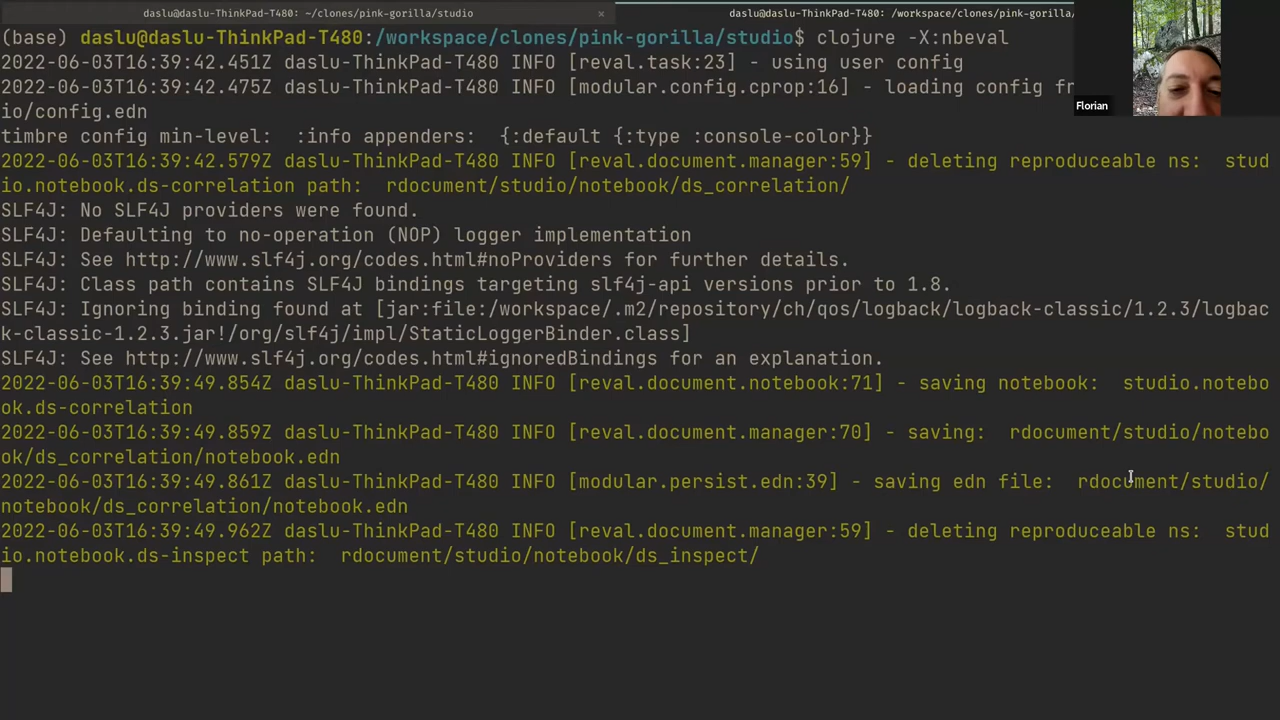 daslu@daslu-ThinkPad-T480: ~/clones/pink-gorilla/studio
daslu@daslu-ThinkPad-T480: /workspace/clones/pink-gorilla/
(base) daslu@daslu-ThinkPad-T480:/workspace/clones/pink-gorilla/studio$ clojure -X:nbeval
2022-06-03T16:39:42.451Z daslu-ThinkPad-T480 INFO [reval.task:23] - using user config
2022-06-03T16:39:42.475Z daslu-ThinkPad-T480 INFO [modular.config.cprop:16] - loading config
io/config.edn
timbre config min-level:  :info appenders:  {:default {:type :console-color}}
2022-06-03T16:39:42.579Z daslu-ThinkPad-T480 INFO [reval.document.manager:59] - deleting reproduceable ns:  stud
io.notebook.ds-correlation path:  rdocument/studio/notebook/ds_correlation/
SLF4J: No SLF4J providers were found.
SLF4J: Defaulting to no-operation (NOP) logger implementation
SLF4J: See http://www.slf4j.org/codes.html#noProviders for further details.
SLF4J: Class path contains SLF4J bindings targeting slf4j-api versions prior to 1.8.
SLF4J: Ignoring binding found at [jar:file:/workspace/.m2/repository/ch/qos/logback/logback-classic/1.2.3/logbac
k-classic-1.2.3.jar!/org/slf4j/impl/StaticLoggerBinder.class]
SLF4J: See http://www.slf4j.org/codes.html#ignoredBindings for an explanation.
2022-06-03T16:39:49.854Z daslu-ThinkPad-T480 INFO [reval.document.notebook:71] - saving notebook:  studio.notebo
ok.ds-correlation
2022-06-03T16:39:49.859Z daslu-ThinkPad-T480 INFO [reval.document.manager:70] - saving:  rdocument/studio/notebo
ok/ds_correlation/notebook.edn
2022-06-03T16:39:49.861Z daslu-ThinkPad-T480 INFO [modular.persist.edn:39] - saving edn file:  rdocument/studio/
notebook/ds_correlation/notebook.edn
2022-06-03T16:39:49.962Z daslu-ThinkPad-T480 INFO [reval.document.manager:59] - deleting reproduceable ns:  stud
io.notebook.ds-inspect path:  rdocument/studio/notebook/ds_inspect/
Florian